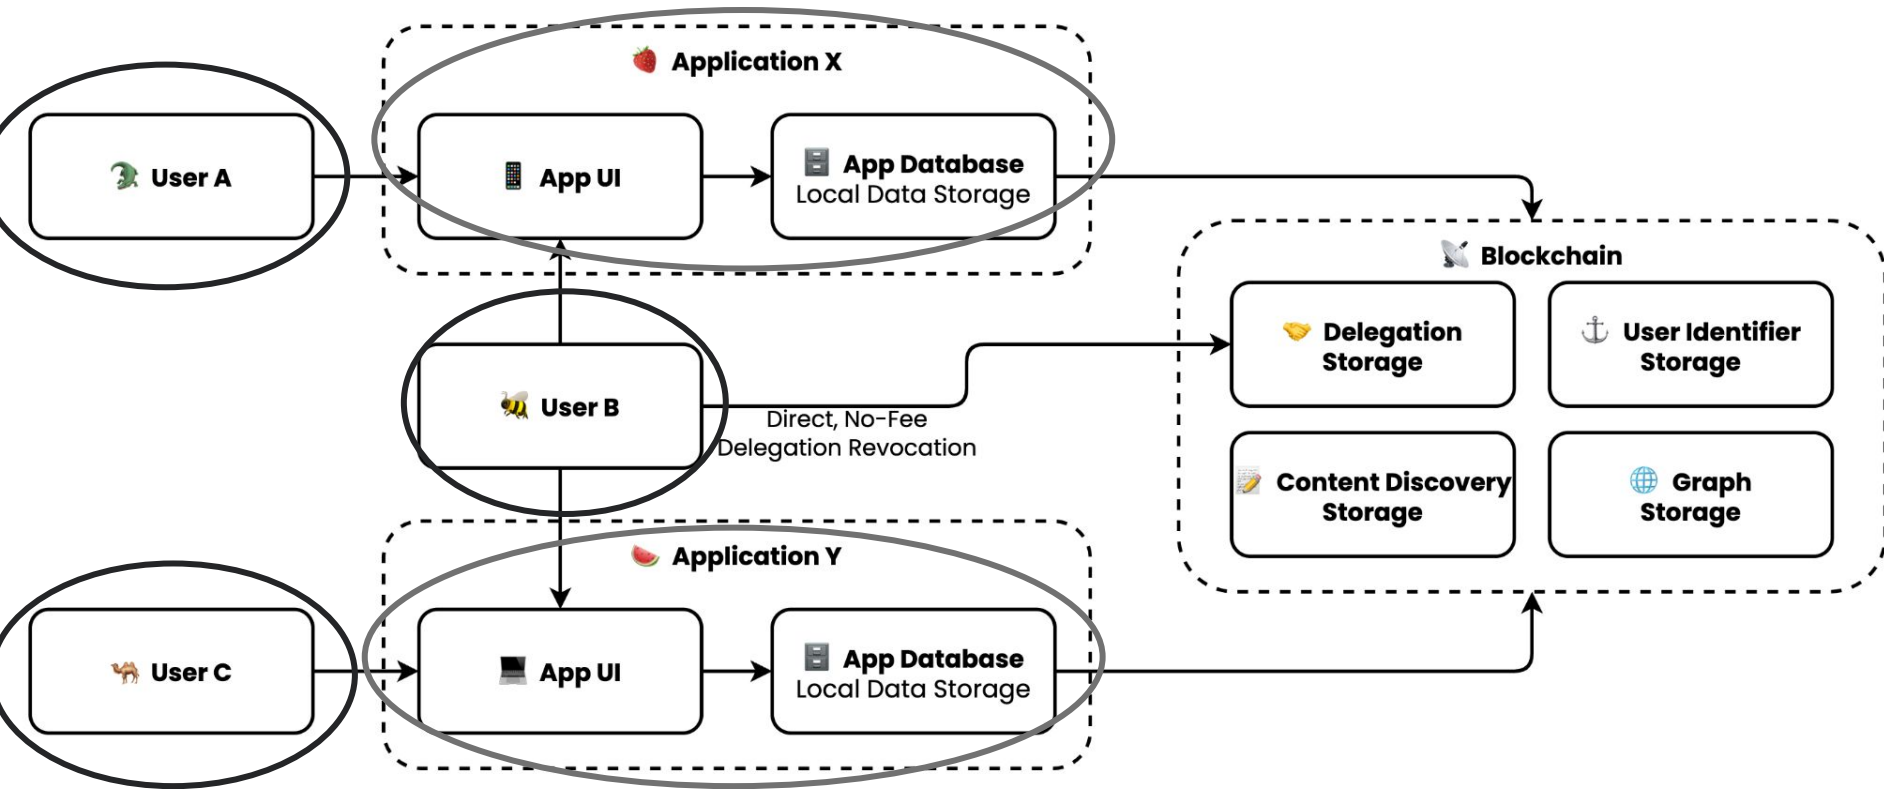 Application X
User A
App UI
App Database
Local Data Storage
Blockchain
Delegation
Storage
User Identifier
Storage
User B
Direct, No-Fee
Delegation Revocation
Content Discovery
Storage
Graph
Storage
Application Y
User C
App UI
App Database
Local Data Storage